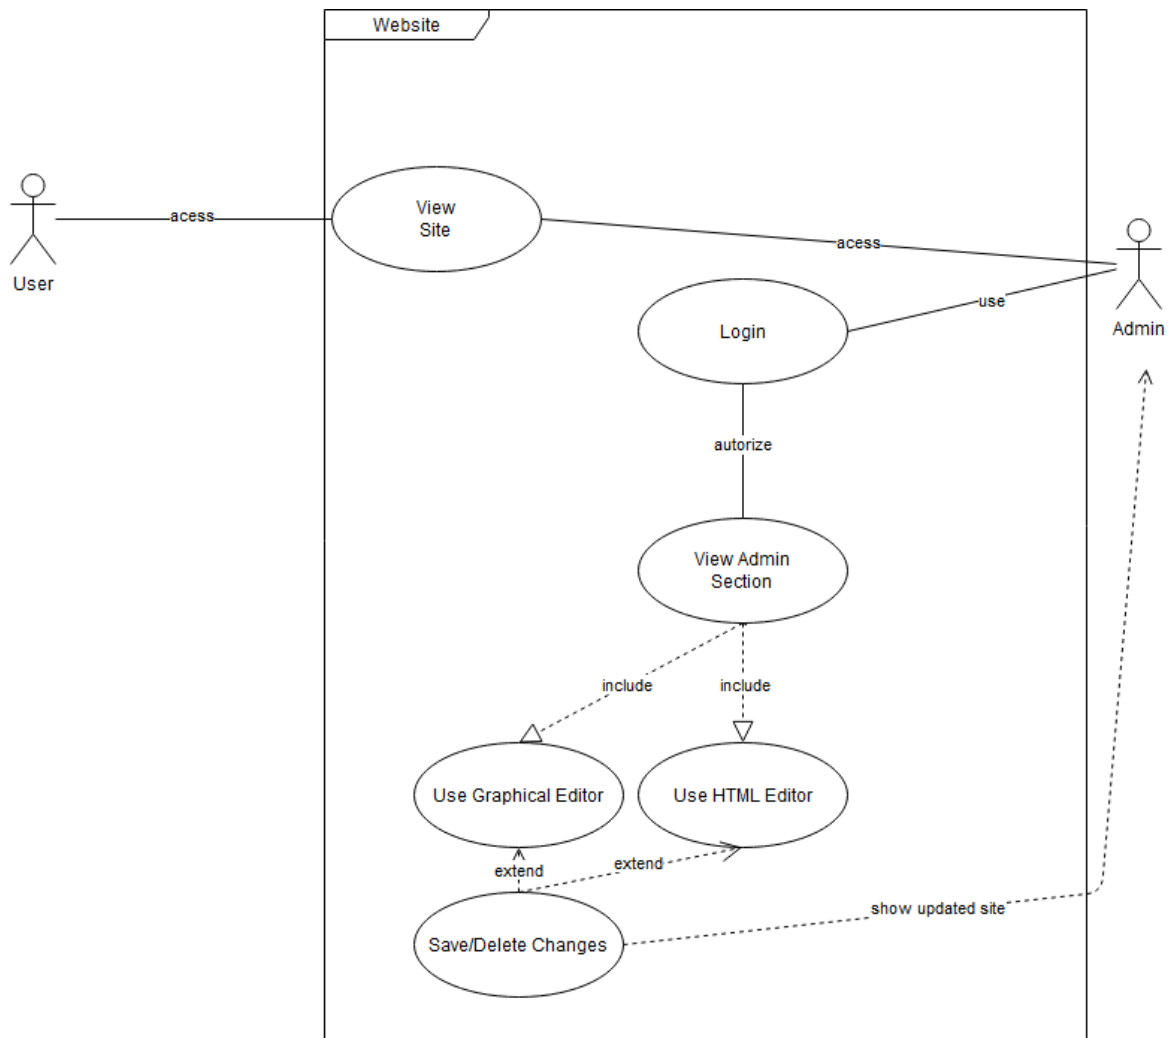 Website
View
Site
acess
acess
User
use
Login
Admin
autorize
View Admin
Section
include
include
Use Graphical Editor
Use HTML Editor
extend
extend
show updated site
Save/Delete Changes